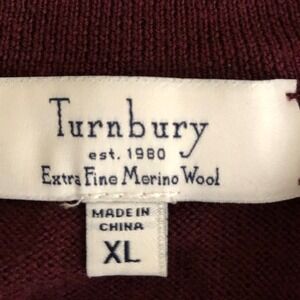 Turnbury
est. 1980
Extra Fine Merino Wool
MADE IN
CHINA
XL